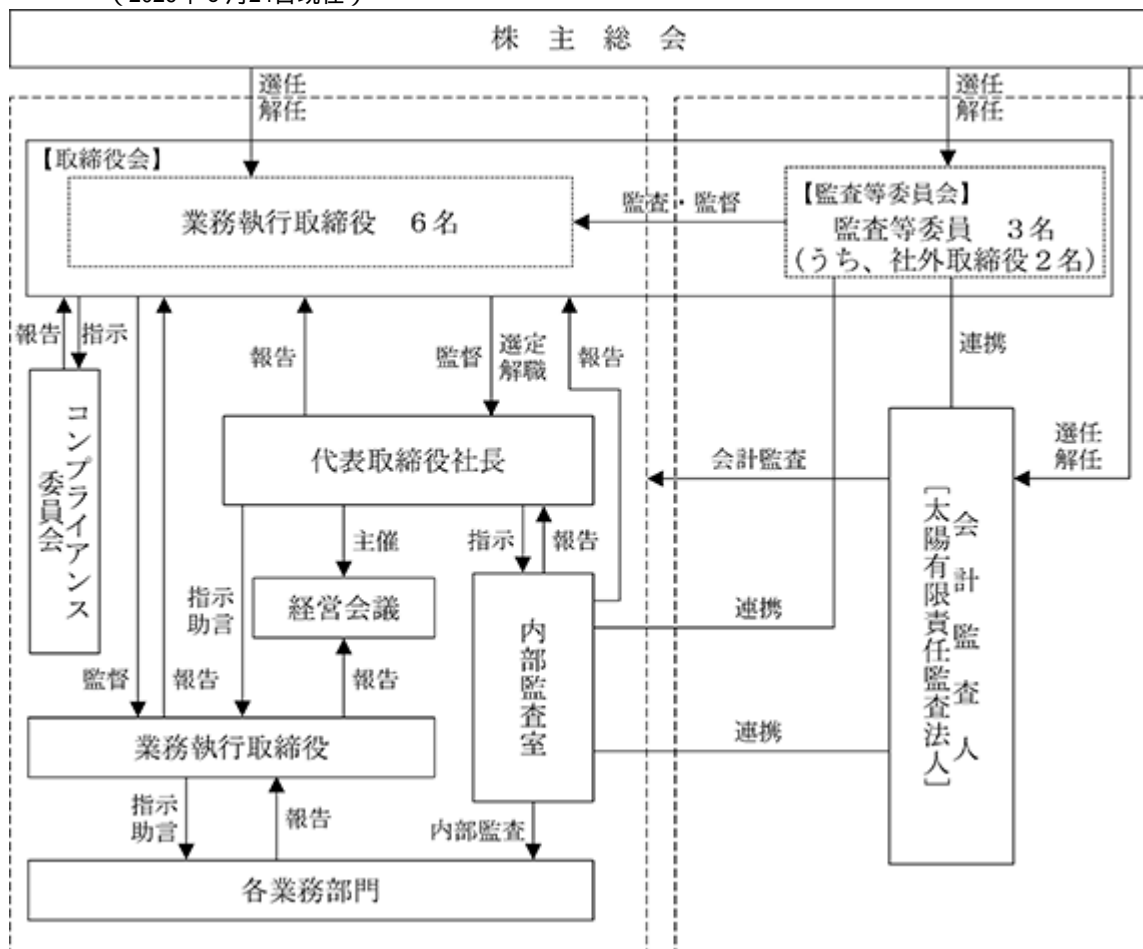 株 主 総 会
選任
解任
選任
解任
【取締役会】
業務執行取締役 6名
監査・監督
【監査等委員会】
監査等委員 3名
(うち、社外取締役2名)
報告
指示
報告
監督
選定
解職
報告
連携
コンプライアンス
委員会
代表取締役社長
会計監査
選任
解任
主催
指示
報告
会計監査人
[太陽有限責任監査法人]
指示
助言
経営会議
内部監査室
連携
監督
報告
報告
業務執行取締役
連携
指示
助言
報告
内部監査
各業務部門